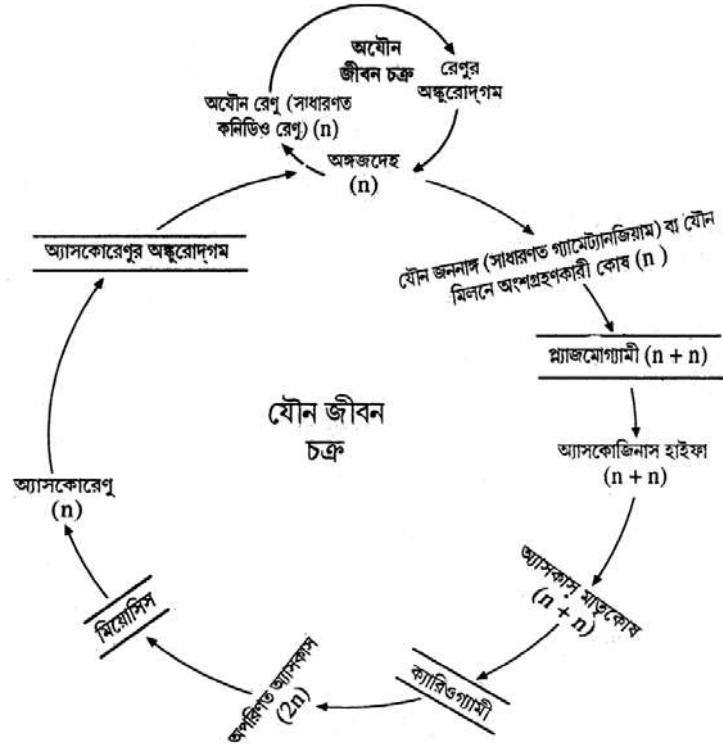 অযৌন
জীবন চক্র
রেণুর
অঙ্কুরোদ্‌গম
অযৌন রেণু (সাধারণত
কনিডিও রেণু) (n)
অঙ্গজদেহ
(n)
অ্যাসকোরেণুর অঙ্কুরোদ্‌গম
যৌন জননাঙ্গ (সাধারণত গ্যামেট্যানজিয়াম) বা যৌন
মিলনে অংশগ্রহণকারী কোষ (n)
প্ল্যাজমোগ্যামী (n + n)
যৌন জীবন
চক্র
অ্যাসকোজিনাস হাইফা
(n + n)
অ্যাসকোরেণু
(n)
অ্যাসকাস্ মাতৃকোষ
(n + n)
মিয়োসিস
ক্যারিওগ্যামী
অপরিণত অ্যাসকাস
(2n)